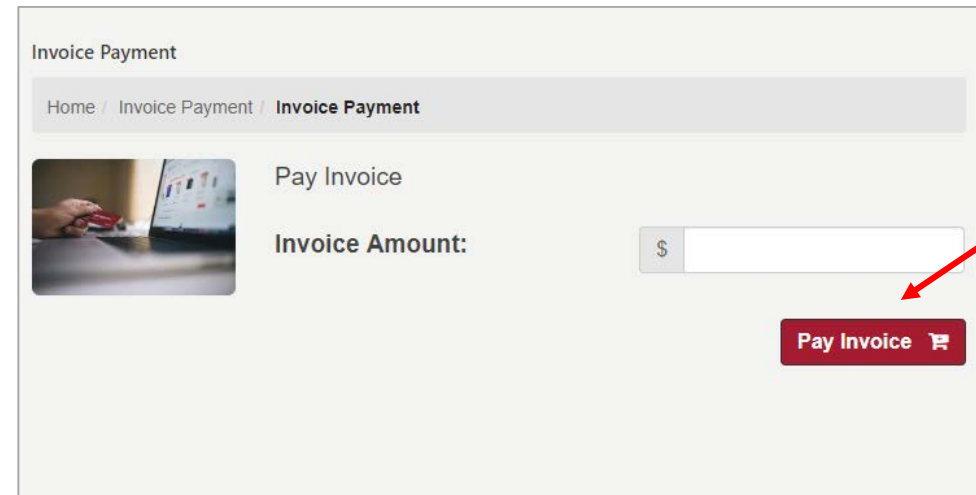 Invoice Payment
Home / Invoice Payment / Invoice Payment
Pay Invoice
Invoice Amount:
$
Pay Invoice